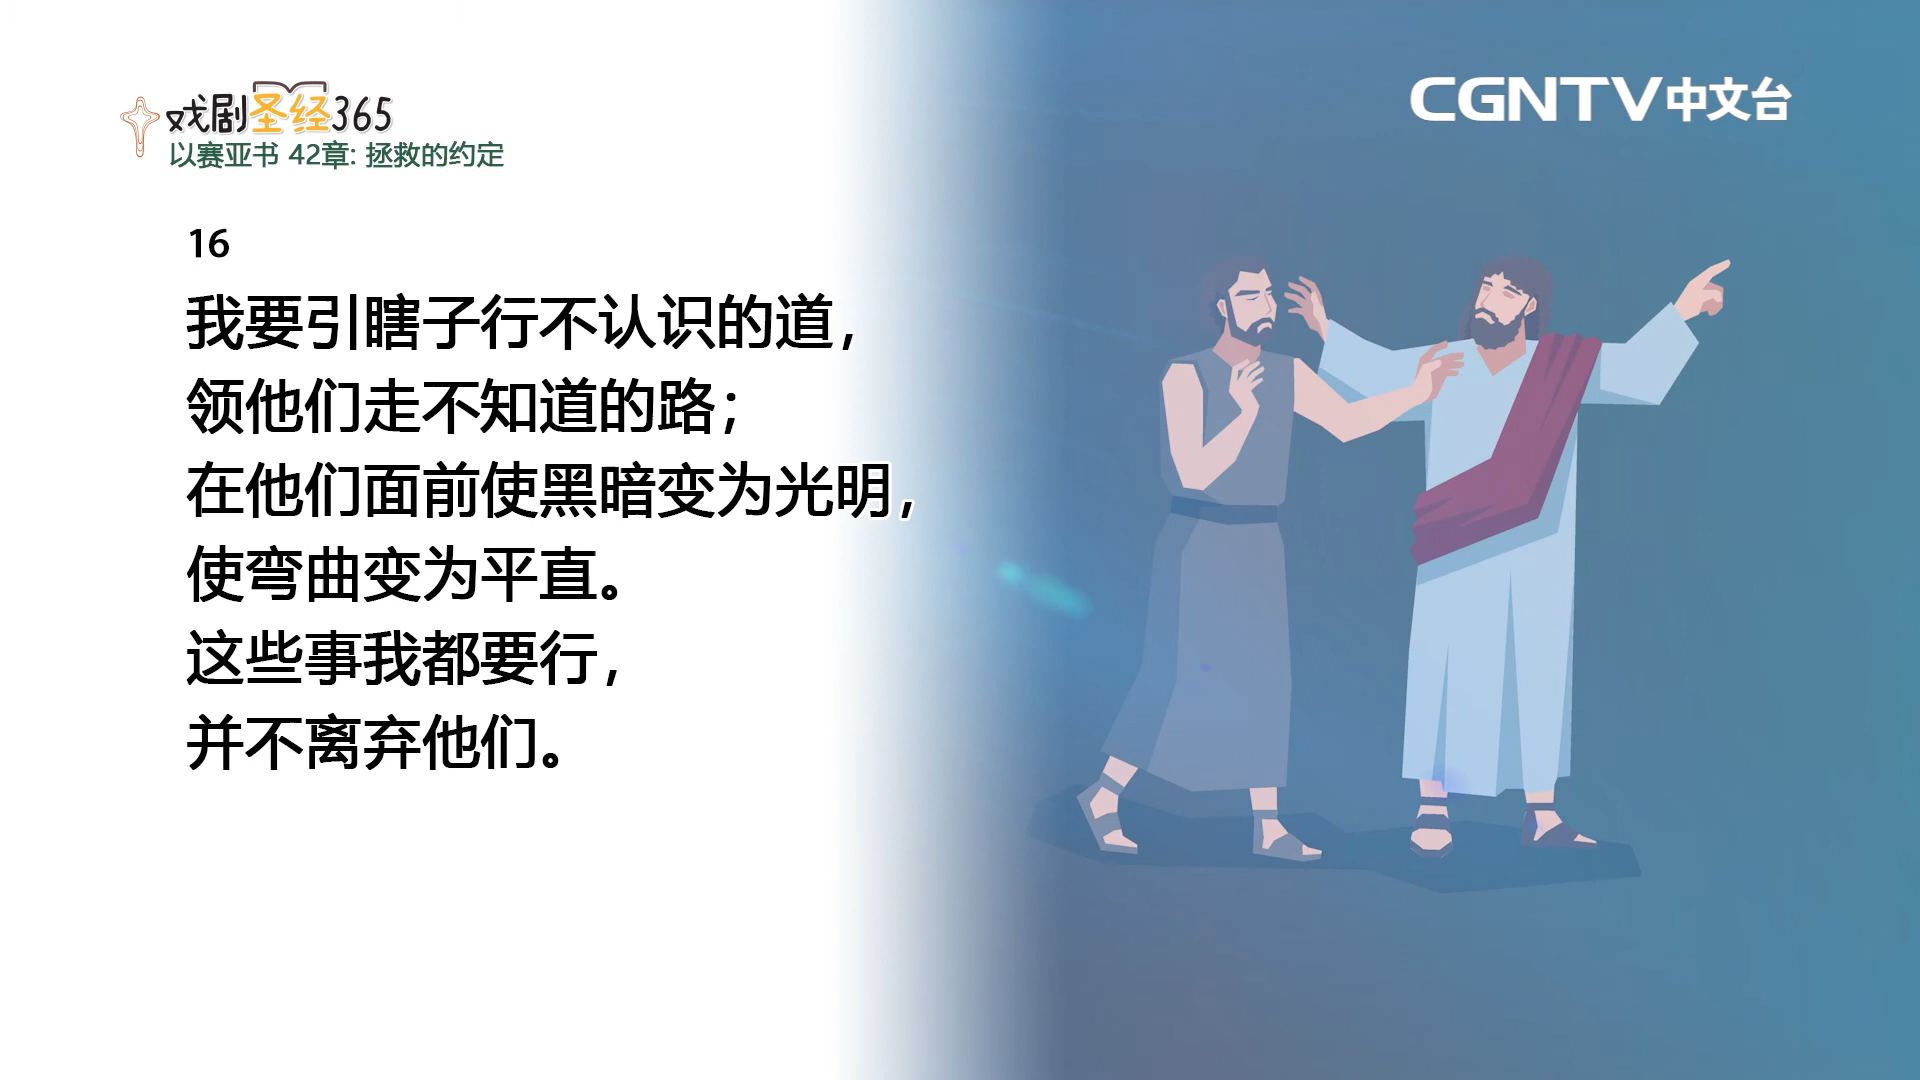 戏剧圣经365
以赛亚书 42章: 拯救的约定
CGNTV中文台
16
我要引瞎子行不认识的道，
领他们走不知道的路；
在他们面前使黑暗变为光明，
使弯曲变为平直。
这些事我都要行，
并不离弃他们。